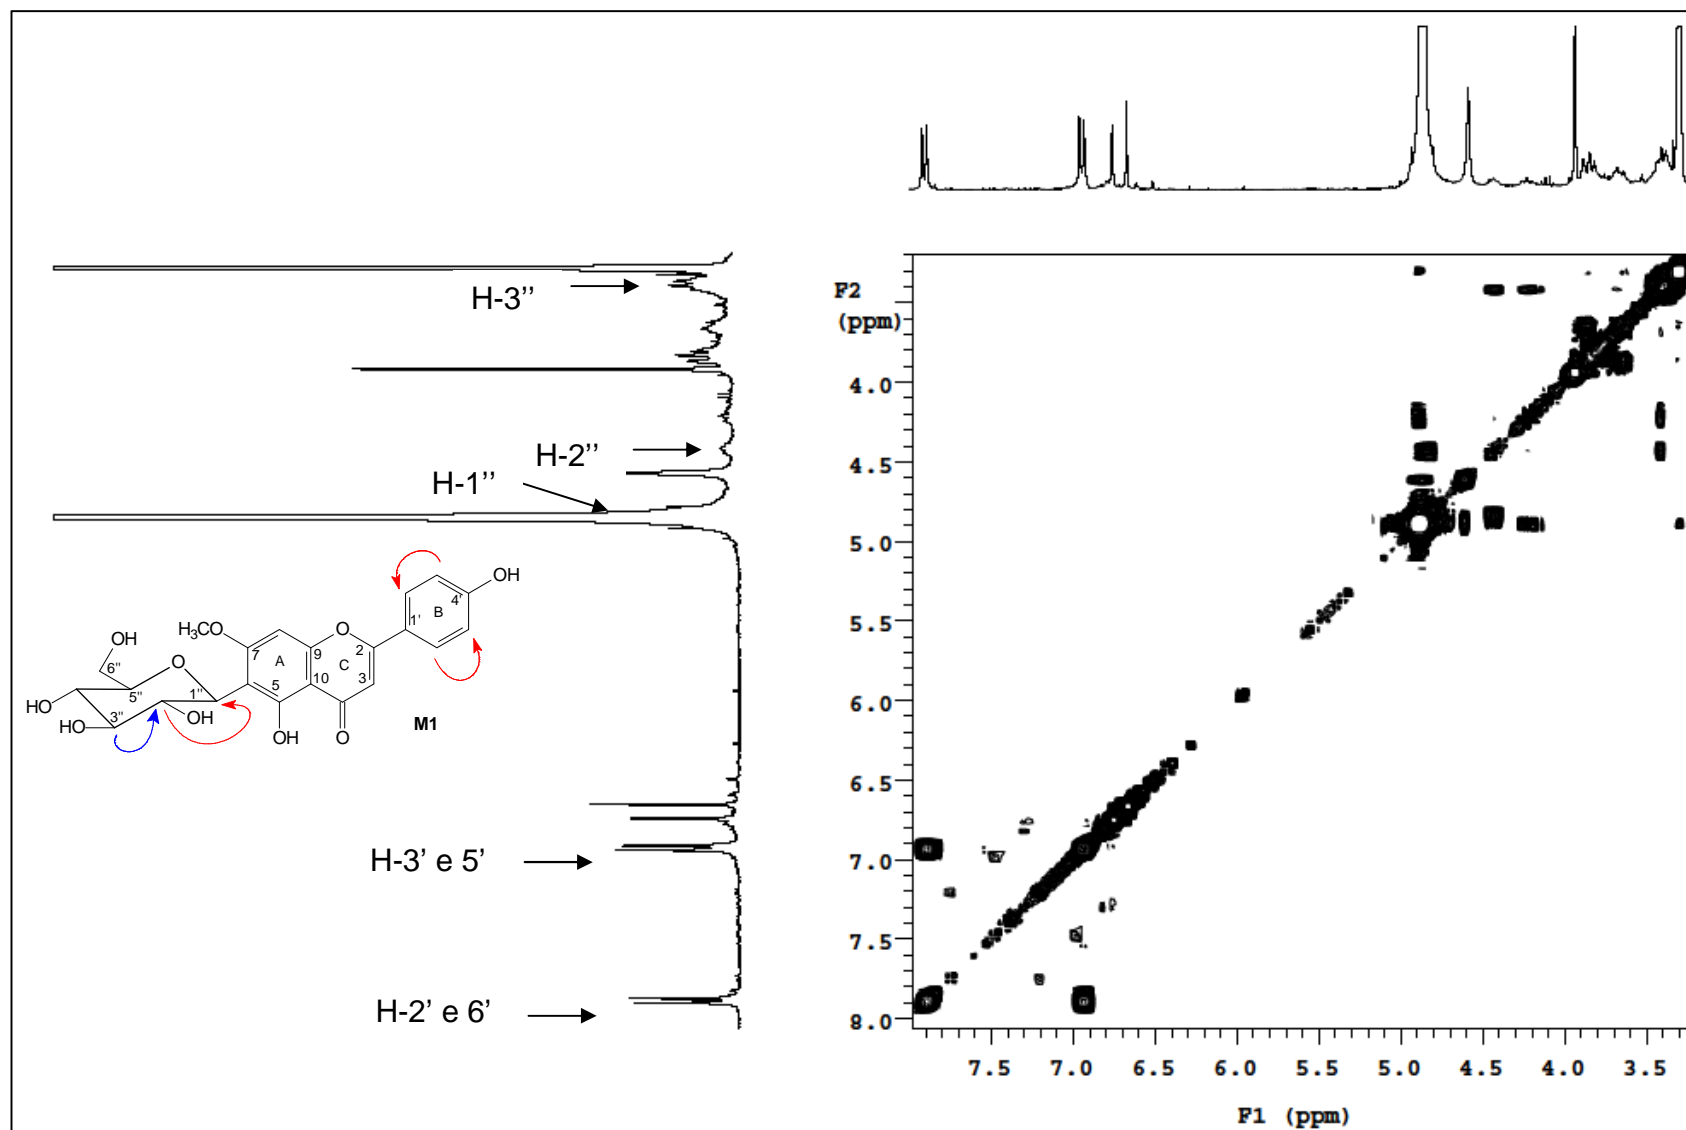 H-3’’
H-2’’
H-1’’
H-3’ e 5’
H-2’ e 6’
OH
4'
B
1'
H₃CO
O
7
9
2
A
C
OH
6''
O
10
3
5
5''
1''
HO
HO
3''
OH
OH
O
M1
F2
(ppm)
4.0
4.5
5.0
5.5
6.0
6.5
7.0
7.5
8.0
7.5 7.0 6.5 6.0 5.5 5.0 4.5 4.0 3.5
F1 (ppm)